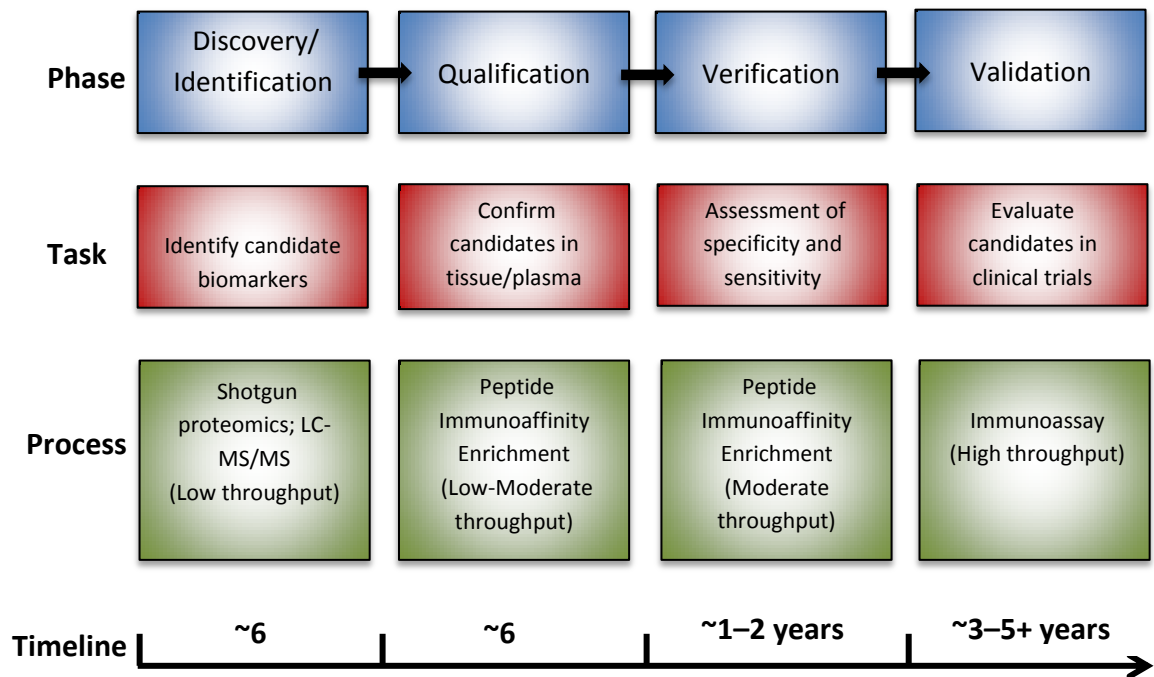 Phase
Discovery/
Identification
Qualification
Verification
Validation
Task
Identify candidate
biomarkers
Confirm
candidates in
tissue/plasma
Assessment of
specificity and
sensitivity
Evaluate
candidates in
clinical trials
Process
Shotgun
proteomics; LC-
MS/MS
(Low throughput)
Peptide
Immunoaffinity
Enrichment
(Low-Moderate
throughput)
Peptide
Immunoaffinity
Enrichment
(Moderate
throughput)
Immunoassay
(High throughput)
Timeline
~6
~6
~1–2 years
~3–5+ years